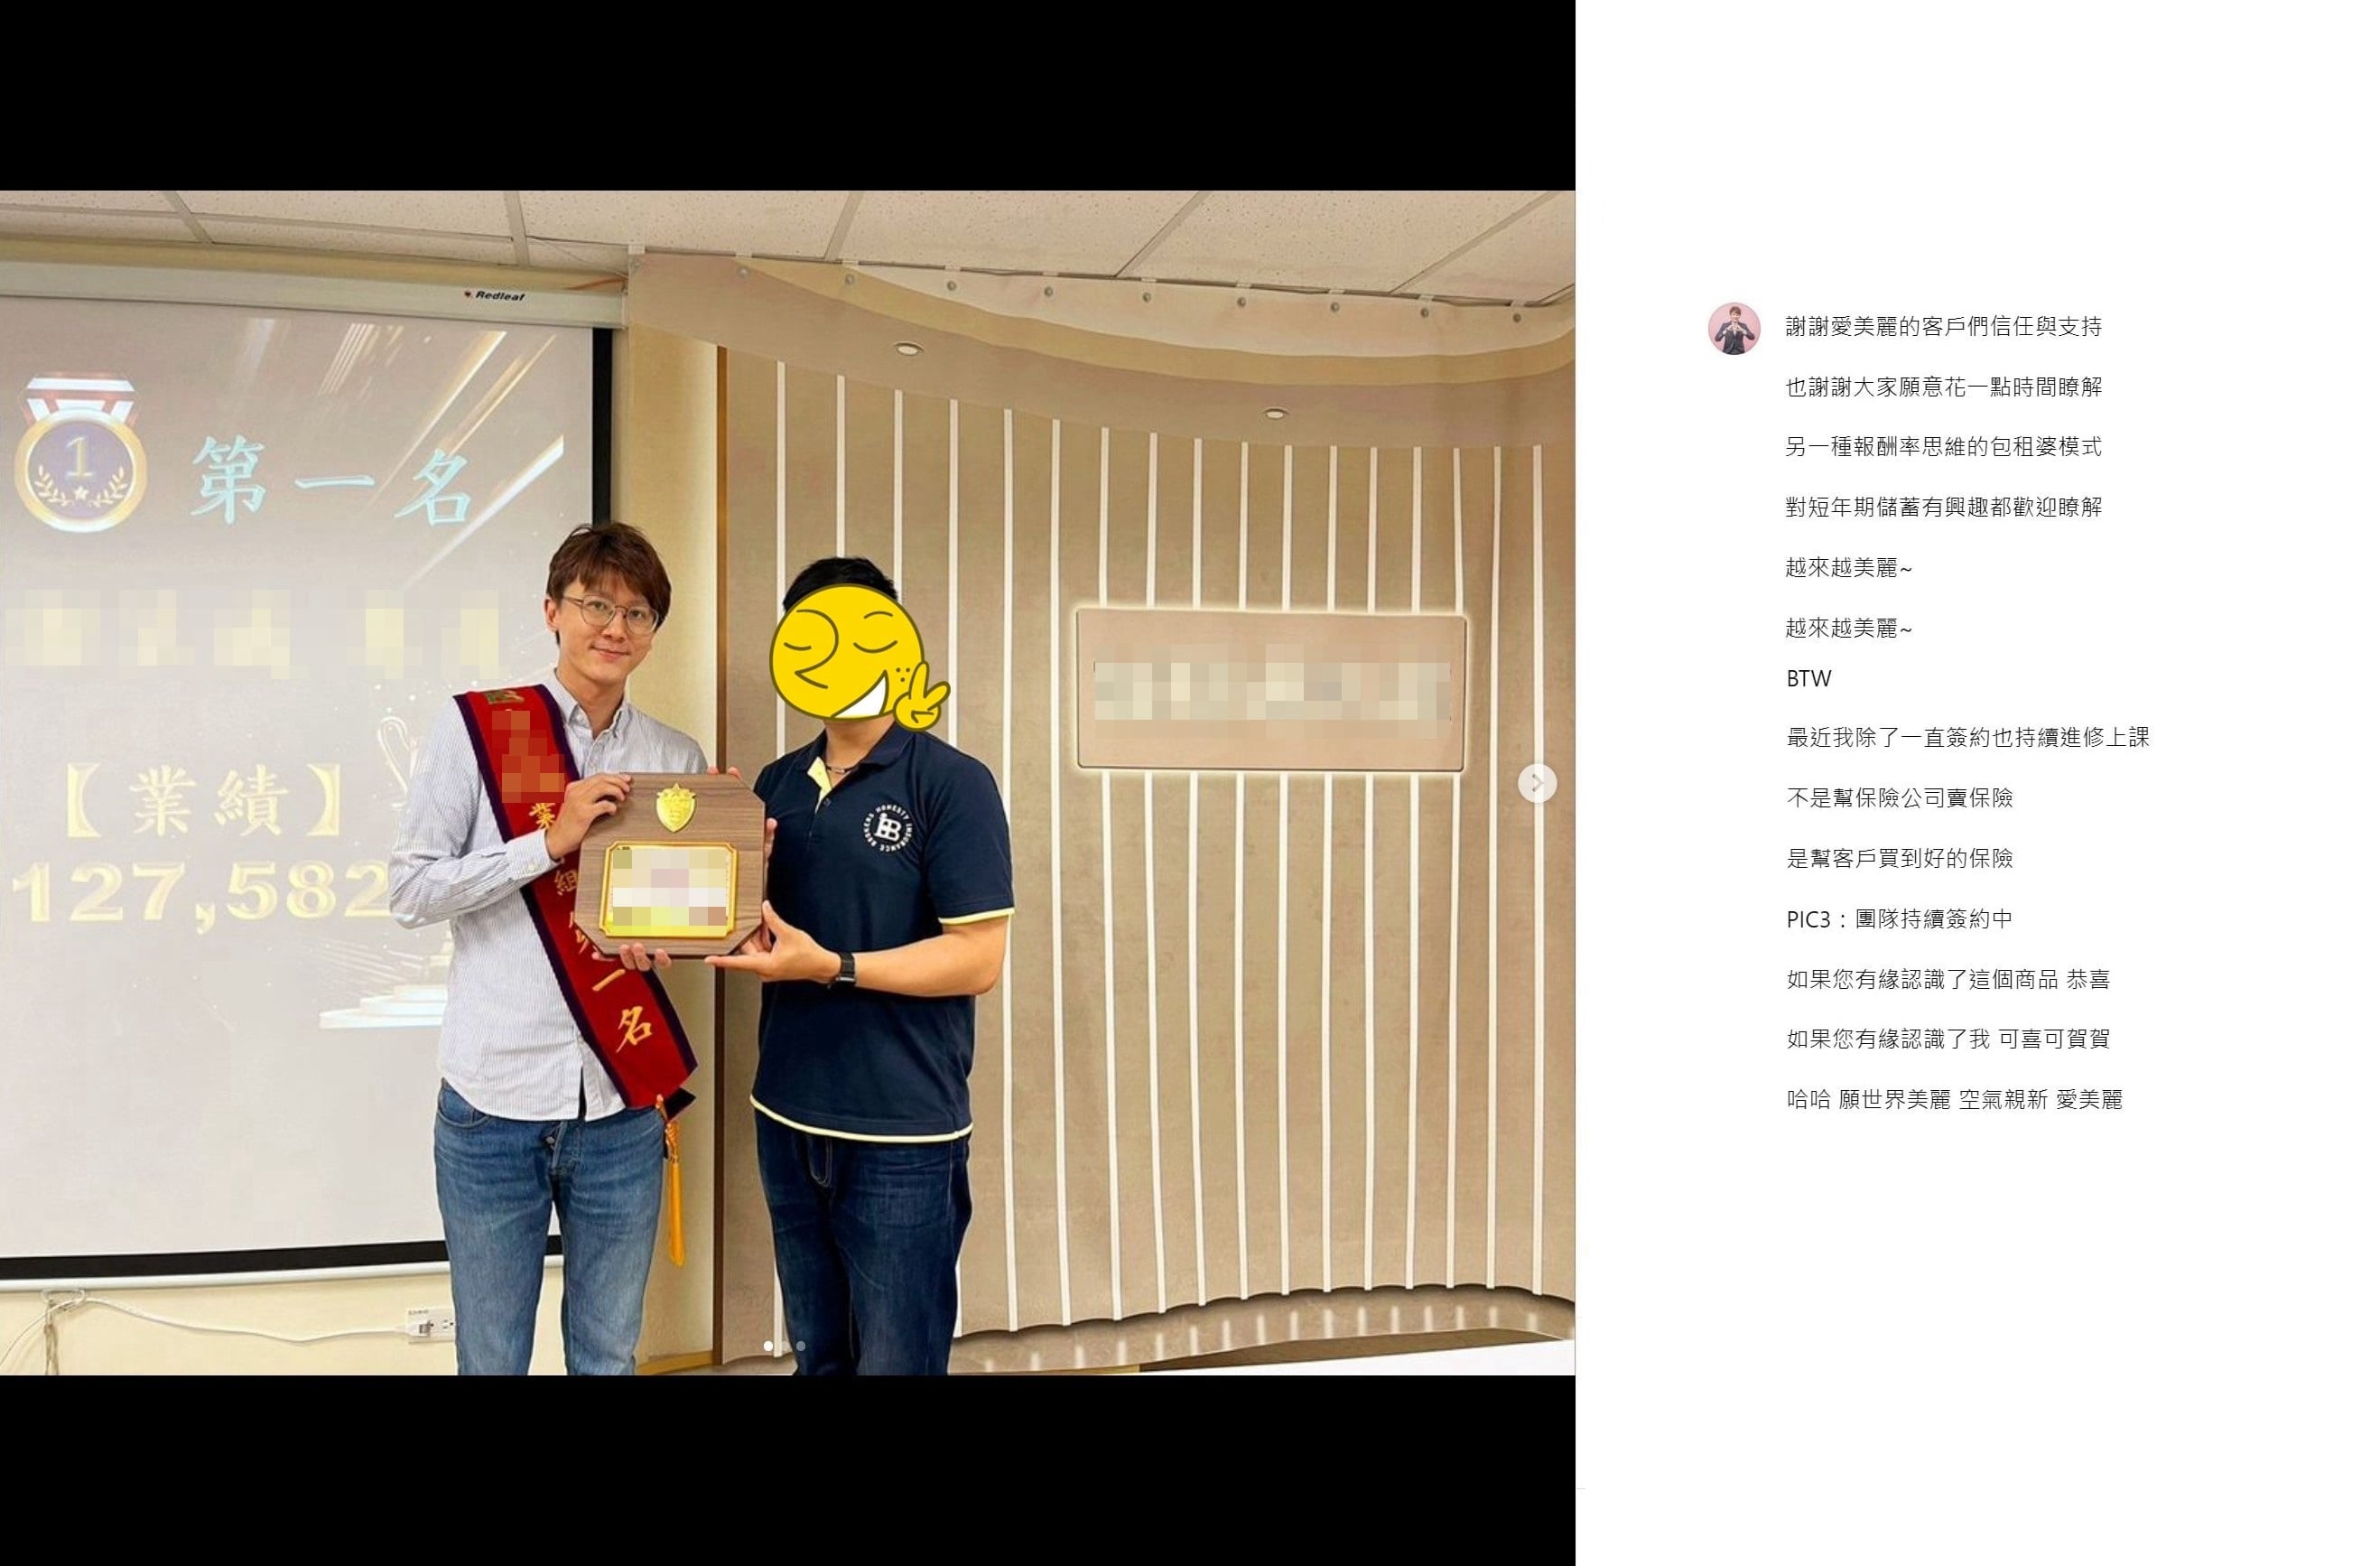 Redleaf
1
第一名
【業績】
127,582
業
組
一名
HONESTY INSURANCE BROKERS
謝謝愛美麗的客戶們信任與支持
也謝謝大家願意花一點時間瞭解
另一種報酬率思維的包租婆模式
對短年期儲蓄有興趣都歡迎瞭解
越來越美麗~
越來越美麗~
BTW
最近我除了一直簽約也持續進修上課
不是幫保險公司賣保險
是幫客戶買到好的保險
PIC3：團隊持續簽約中
如果您有緣認識了這個商品 恭喜
如果您有緣認識了我 可喜可賀賀
哈哈 願世界美麗 空氣親新 愛美麗